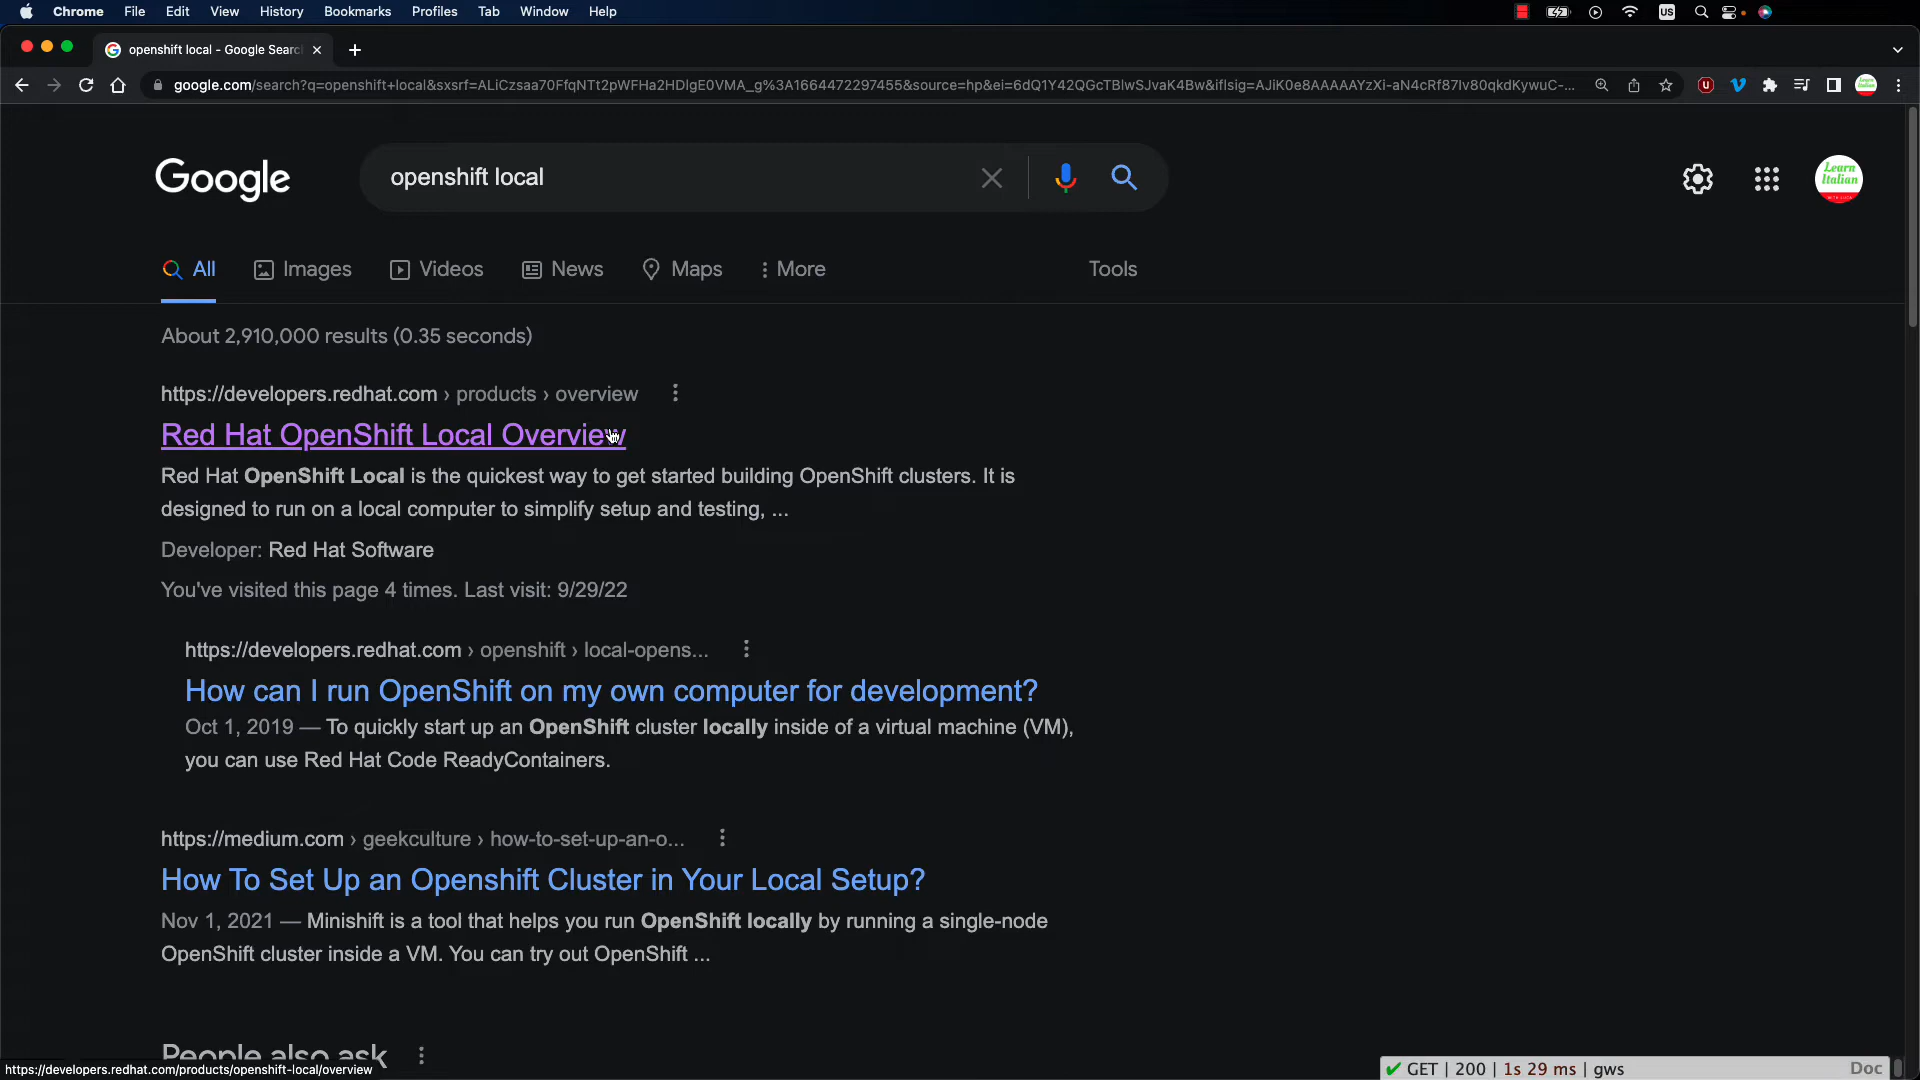 Chrome File Edit View History Bookmarks Profiles Tab Window Help US
openshift local - Google Searc
google.com/search?q=openshift+local&sxsrf=ALiCzsaa70FfqNTt2pWFHa2HDlgE0VMA_g%3A1664472297455&source=hp&ei=6dQ1Y42QGcTBlwSJvaK4Bw&iflsig=AJiK0e8AAAAAYzXi-aN4cRf87lv80qkdKywuC-...
Google openshift local Learn Italian
All Images Videos News Maps More Tools
About 2,910,000 results (0.35 seconds)
https://developers.redhat.com › products › overview
Red Hat OpenShift Local Overview
Red Hat OpenShift Local is the quickest way to get started building OpenShift clusters. It is
designed to run on a local computer to simplify setup and testing, ...
Developer: Red Hat Software
You've visited this page 4 times. Last visit: 9/29/22
https://developers.redhat.com › openshift › local-opens...
How can I run OpenShift on my own computer for development?
Oct 1, 2019 — To quickly start up an OpenShift cluster locally inside of a virtual machine (VM),
you can use Red Hat Code ReadyContainers.
https://medium.com › geekculture › how-to-set-up-an-o...
How To Set Up an Openshift Cluster in Your Local Setup?
Nov 1, 2021 — Minishift is a tool that helps you run OpenShift locally by running a single-node
OpenShift cluster inside a VM. You can try out OpenShift ...
People also ask
https://developers.redhat.com/products/openshift-local/overview
GET | 200 | 1s 29 ms | gws Doc